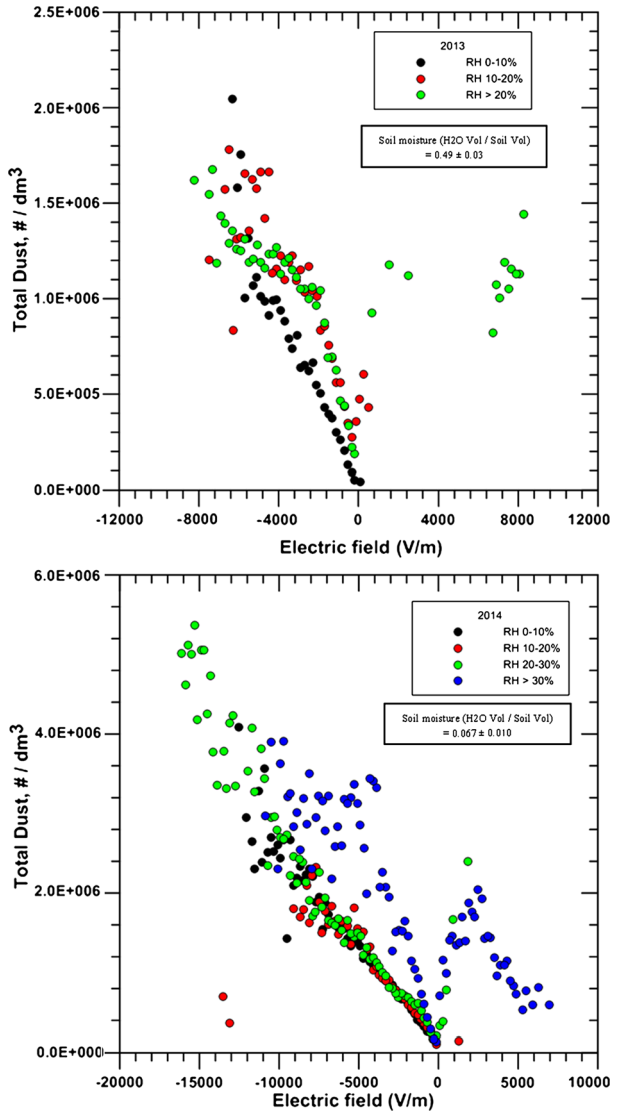 2.5E+006
2.0E+006
1.5E+006
1.0E+006
5.0E+005
0.0E+000
Total Dust, # / dm3
2013
RH 0-10%
RH 10-20%
RH > 20%
Soil moisture (H2O Vol / Soil Vol)
= 0.49 ± 0.03
-12000 -8000 -4000 0 4000 8000 12000
Electric field (V/m)
6.0E+006
4.0E+006
2.0E+006
0.0E+000
Total Dust, # / dm3
2014
RH 0-10%
RH 10-20%
RH 20-30%
RH > 30%
Soil moisture (H2O Vol / Soil Vol)
= 0.067 ± 0.010
-20000 -15000 -10000 -5000 0 5000 10000
Electric field (V/m)